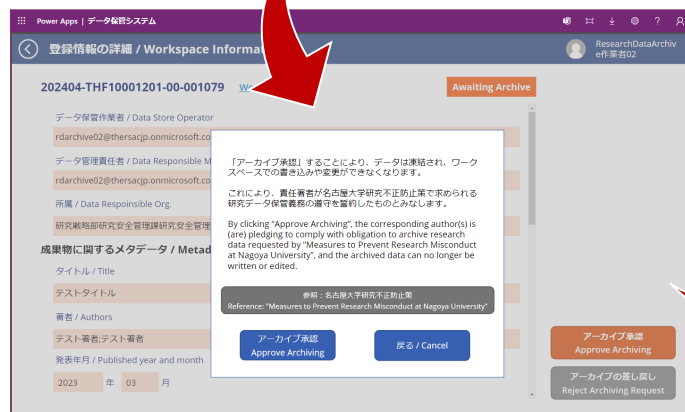 Power Apps | データ保管システム
?
登録情報の詳細 / Workspace Informa
ResearchDataArchiv
e作業者02
202404-THF10001201-00-001079
Awaiting Archive
データ保管作業者 / Data Store Operator
rdarchive02@thersacjp.onmicrosoft.co
データ管理責任者 / Data Responsible M
rdarchive02@thersacjp.onmicrosoft.co
所属 / Data Respoinsible Org.
研究戦略部研究安全管理課研究安全管理
成果物に関するメタデータ / Metad
タイトル / Title
テストタイトル
著者 / Authors
テスト著者;テスト著者
発表年月 / Published year and month
2023 年 03 月
「アーカイブ承認」することにより、データは凍結され、ワーク
スペースでの書き込みや変更ができなくなります。
これにより、責任著者が名古屋大学研究不正防止策で求められる
研究データ保管義務の遵守を誓約したものとみなします。
By clicking "Approve Archiving", the corresponding author(s) is
(are) pledging to comply with obligation to archive research
data requested by "Measures to Prevent Research Misconduct
at Nagoya University", and the archived data can no longer be
written or edited.
参照：名古屋大学研究不正防止策
Reference: "Measures to Prevent Research Misconduct at Nagoya University"
アーカイブ承認
Approve Archiving
戻る / Cancel
アーカイブ承認
Approve Archiving
アーカイブの差し戻し
Reject Archiving Request